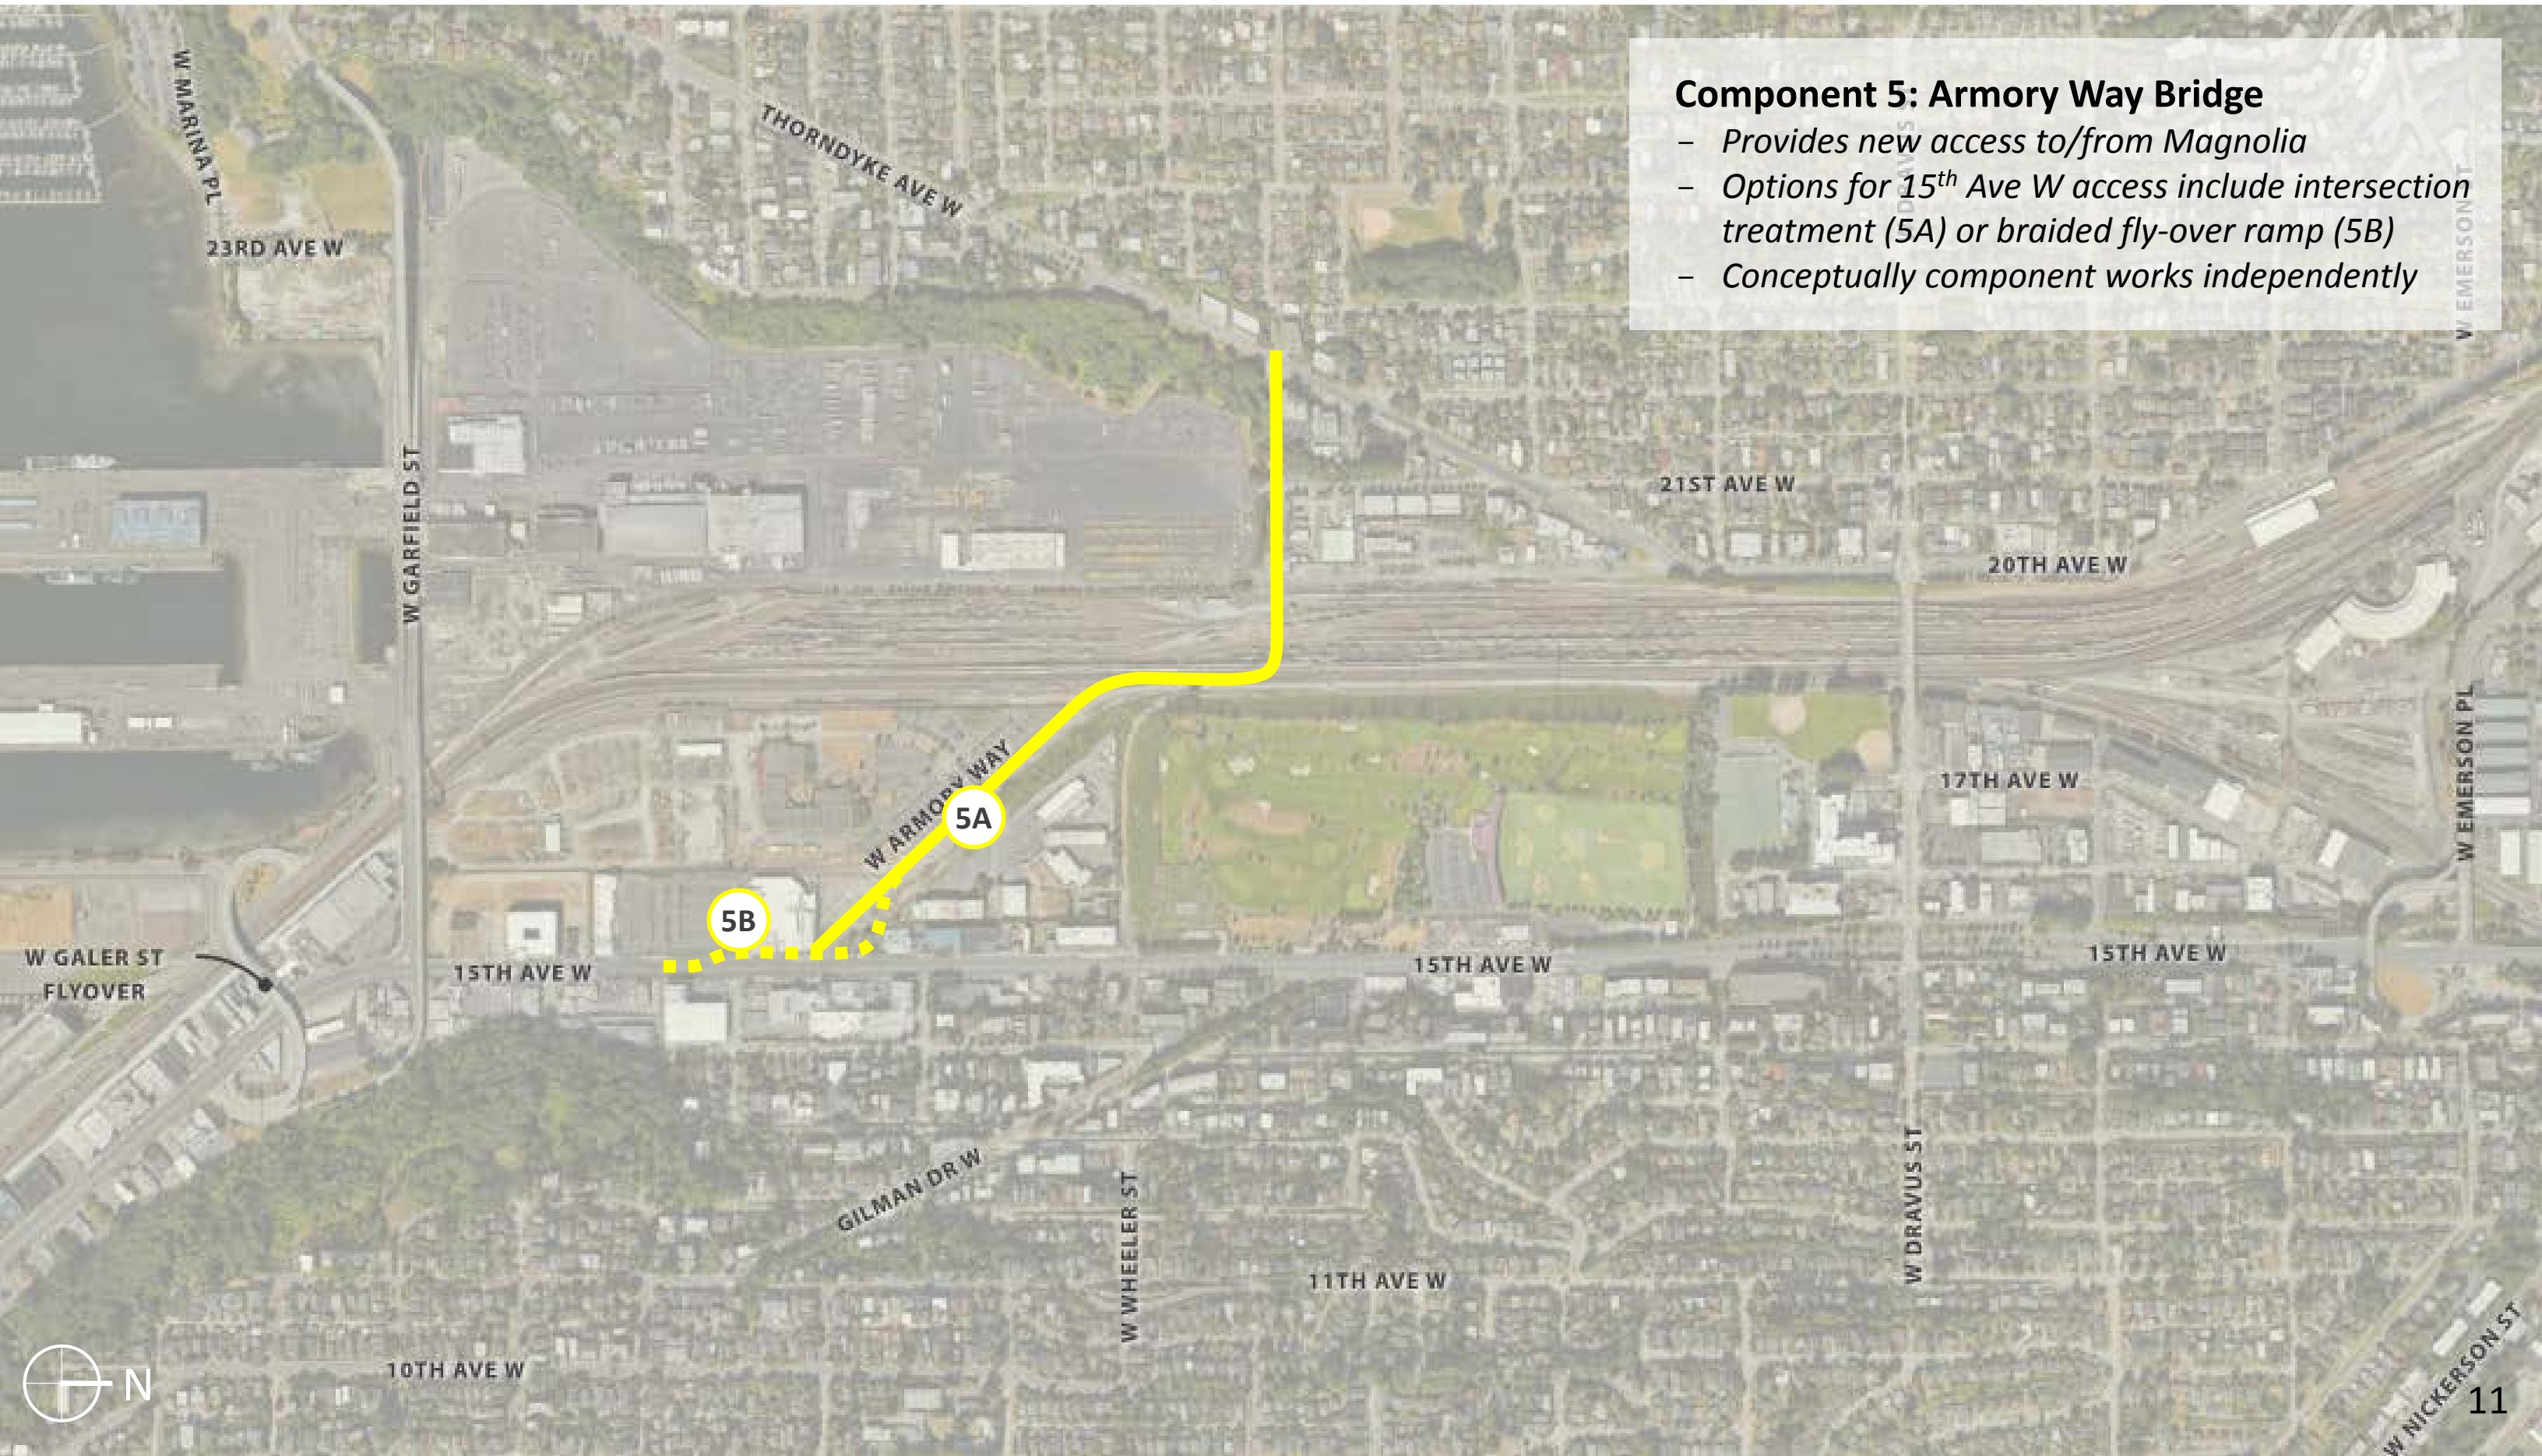 Component 5: Armory Way Bridge
– Provides new access to/from Magnolia
– Options for 15th Ave W access include intersection
treatment (5A) or braided fly-over ramp (5B)
– Conceptually component works independently
W MARINA PL
THORNDYKE AVE W
23RD AVE W
W EMERSON ST
W GARFIELD ST
21ST AVE W
20TH AVE W
W ARMORY WAY
5A
17TH AVE W
W EMERSON PL
5B
W GALER ST
FLYOVER
15TH AVE W
15TH AVE W
15TH AVE W
GILMAN DR W
W WHEELER ST
W DRAVUS ST
11TH AVE W
10TH AVE W
N
W NICKERSON ST
11